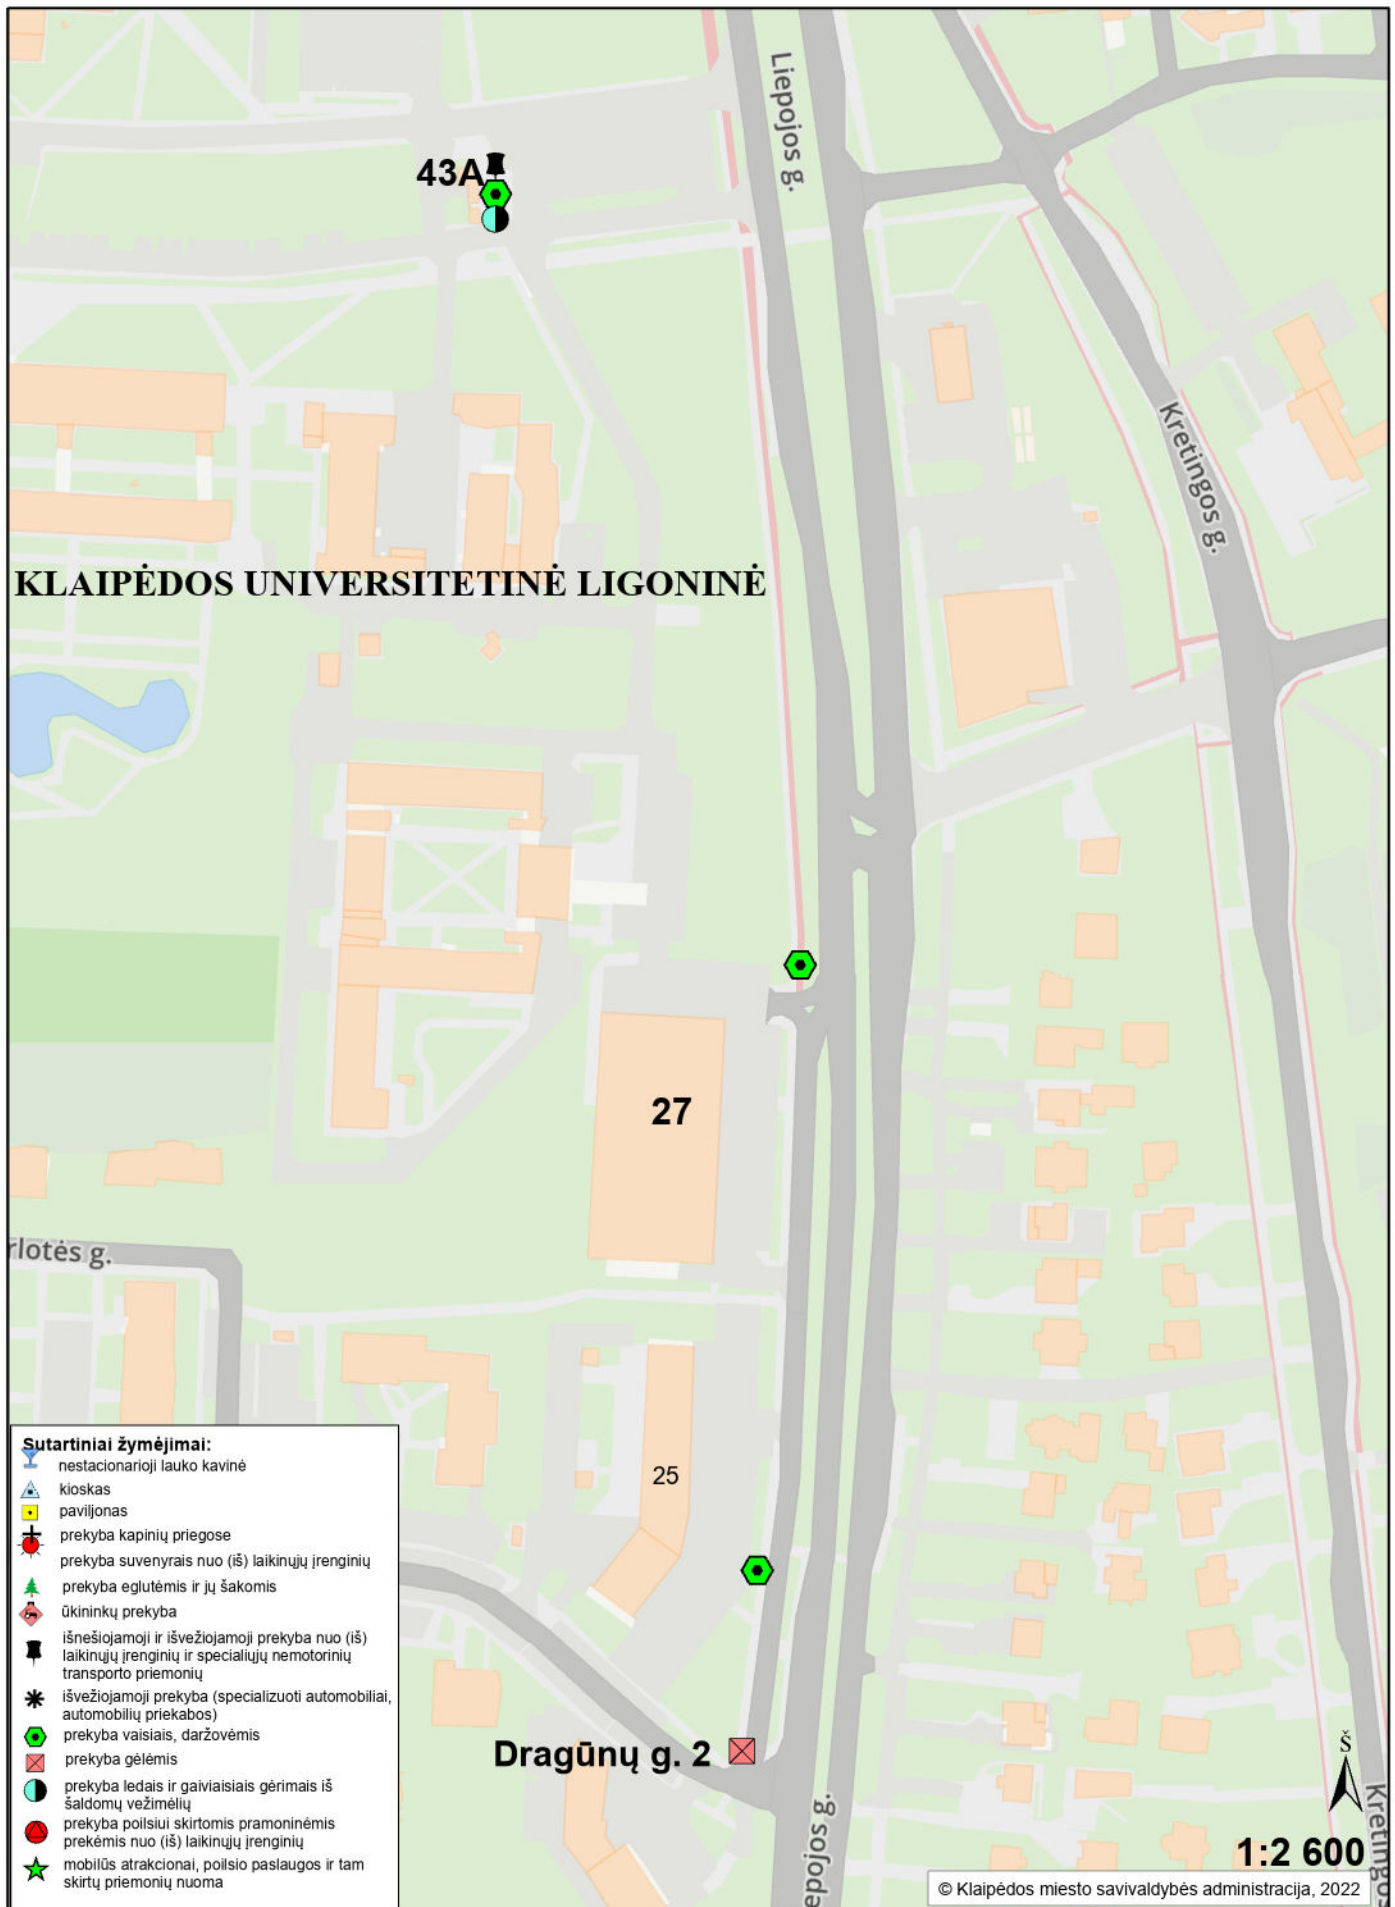 Liepojos g.
43A
Kretingos g.
KLAIPĖDOS UNIVERSITETINĖ LIGONINĖ
27
rlotės g.
25
Dragūnų g. 2
epojos g.
Š
Kretingos
1:2 600
© Klaipėdos miesto savivaldybės administracija, 2022
Sutartiniai žymėjimai:
nestacionarioji lauko kavinė
kioskas
paviljonas
prekyba kapinių priegose
prekyba suvenyrais nuo (iš) laikinųjų įrenginių
prekyba eglutėmis ir jų šakomis
ūkininkų prekyba
išnešiojamoji ir išvežiojamoji prekyba nuo (iš)
laikinųjų įrenginių ir specialiųjų nemotorinių
transporto priemonių
išvežiojamoji prekyba (specializuoti automobiliai,
automobilių priekabos)
prekyba vaisiais, daržovėmis
prekyba gėlėmis
prekyba ledais ir gaiviaisiais gėrimais iš
šaldomų vežimėlių
prekyba poilsiui skirtomis pramoninėmis
prekėmis nuo (iš) laikinųjų įrenginių
mobilūs atrakcionai, poilsio paslaugos ir tam
skirtų priemonių nuoma